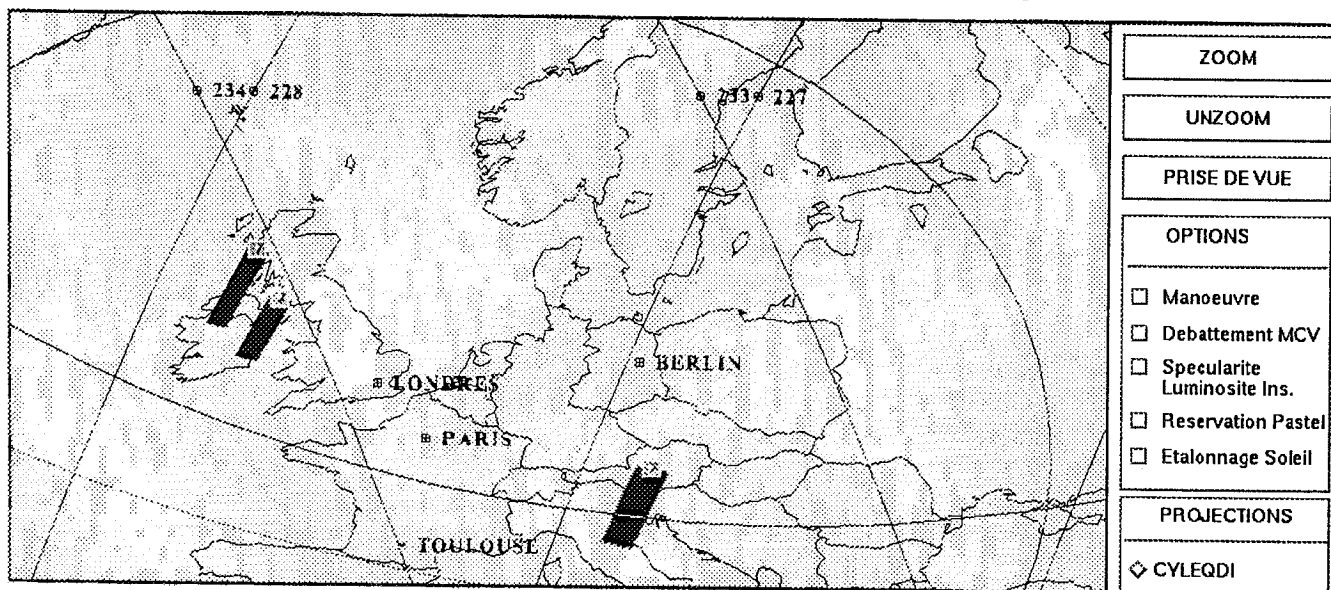 234 228
233 227
LONDRES
BERLIN
PARIS
TOULOUSE
ZOOM
UNZOOM
PRISE DE VUE
OPTIONS
Manoeuvre
Debattement MCV
Specularite
Luminosite Ins.
Reservation Pastel
Etalonnage Soleil
PROJECTIONS
CYLEQDI